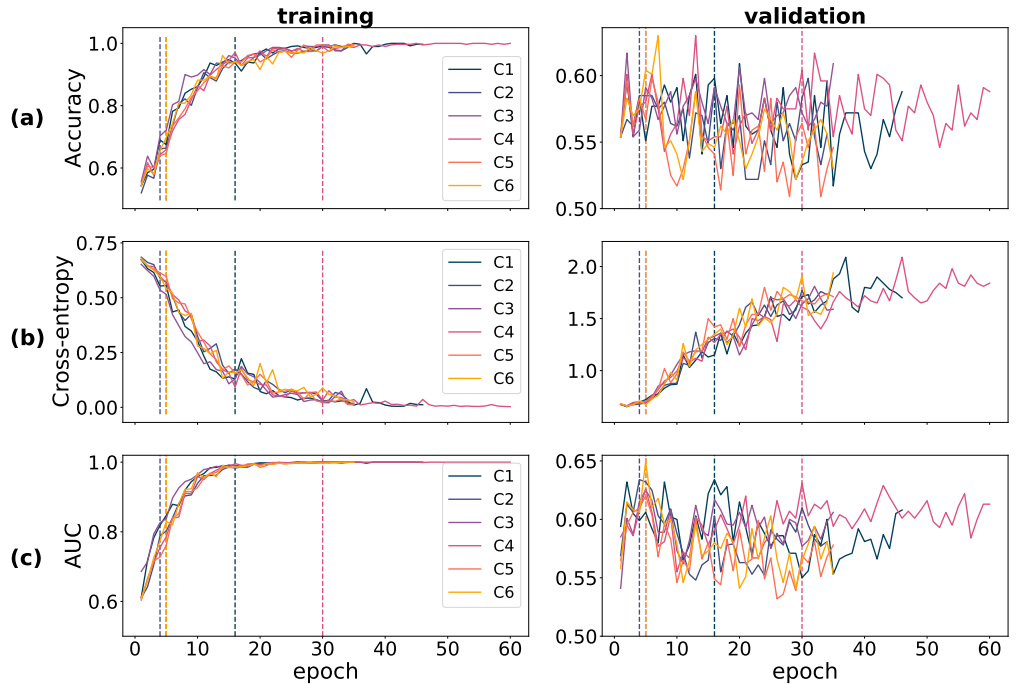 training
validation
(a)
Accuracy
1.0
0.8
0.6
C1
C2
C3
C4
C5
C6
0.60
0.55
0.50
(b)
Cross-entropy
0.75
0.50
0.25
0.00
C1
C2
C3
C4
C5
C6
2.0
1.5
1.0
(c)
AUC
1.0
0.8
0.6
C1
C2
C3
C4
C5
C6
0.65
0.60
0.55
0.50
0 10 20 30 40 50 60
epoch
0 10 20 30 40 50 60
epoch